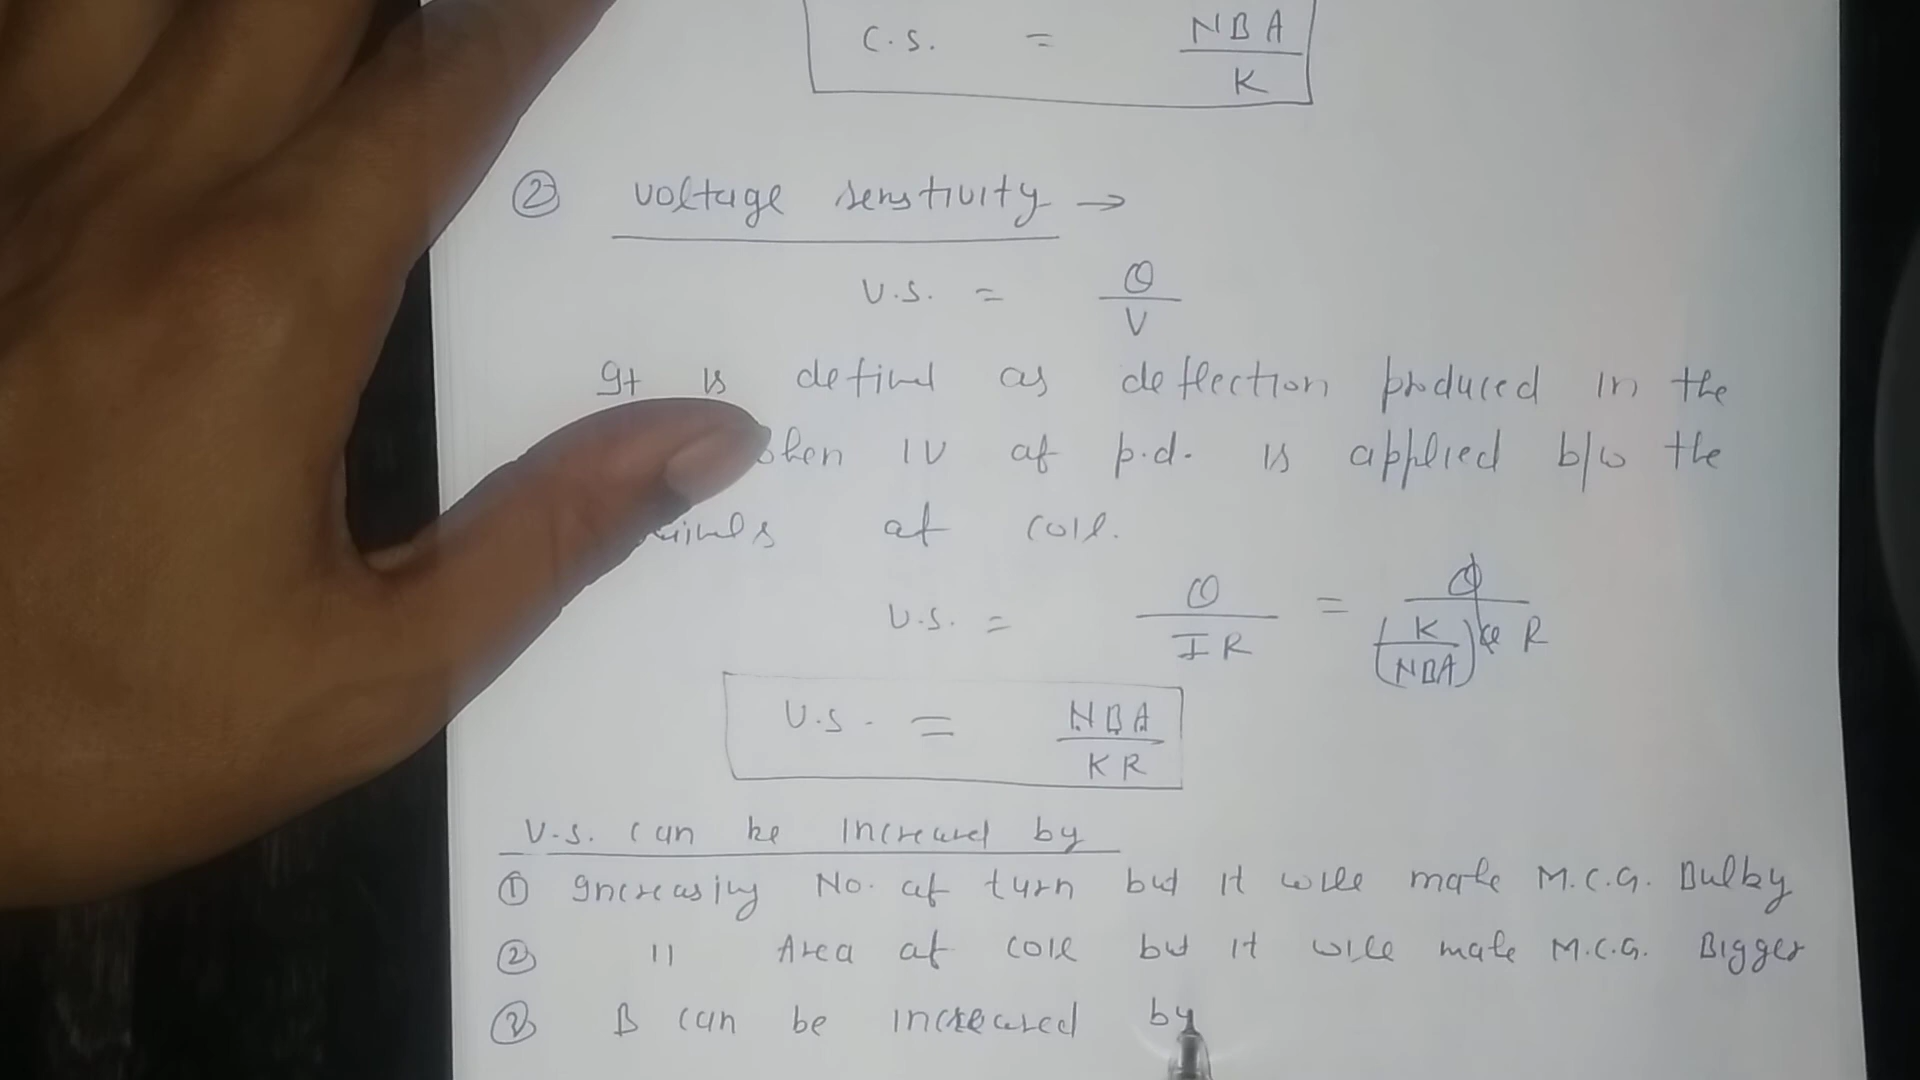 C.S. = NBA / K
② voltage senstivity →
V.S. = θ / V
It is defined as deflection produced in the
when 1V of p.d. is applied b/w the
of coil.
V.S. = θ / IR = θ / (K/NBA) θ R
V.S. = NBA / KR
V.S. can be increased by
① Increasing No. of turn but it will make M.C.G. Bulky
② 11 Area of coil but it will make M.C.G. Bigger
③ B can be increased by